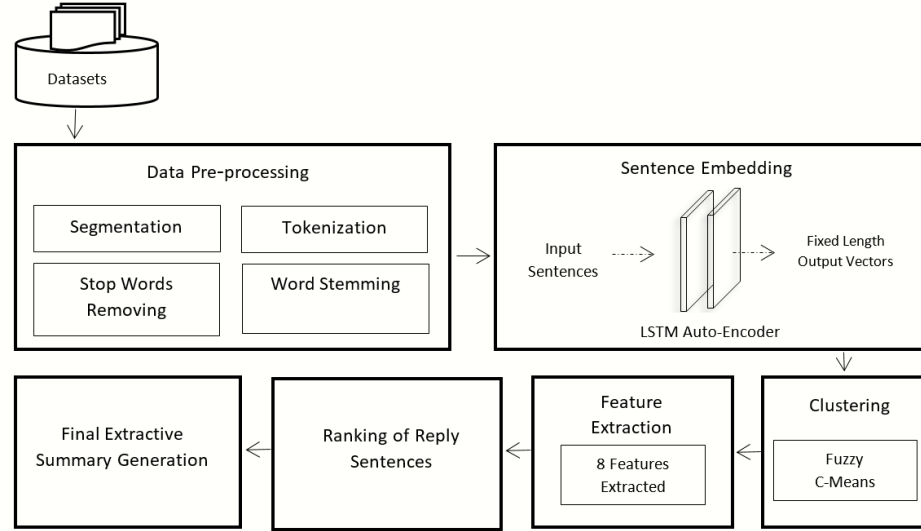 Datasets
Data Pre-processing
Segmentation
Tokenization
Stop Words
Removing
Word Stemming
Sentence Embedding
Input
Sentences
Fixed Length
Output Vectors
LSTM Auto-Encoder
Clustering
Fuzzy
C-Means
Feature
Extraction
8 Features
Extracted
Ranking of Reply
Sentences
Final Extractive
Summary Generation